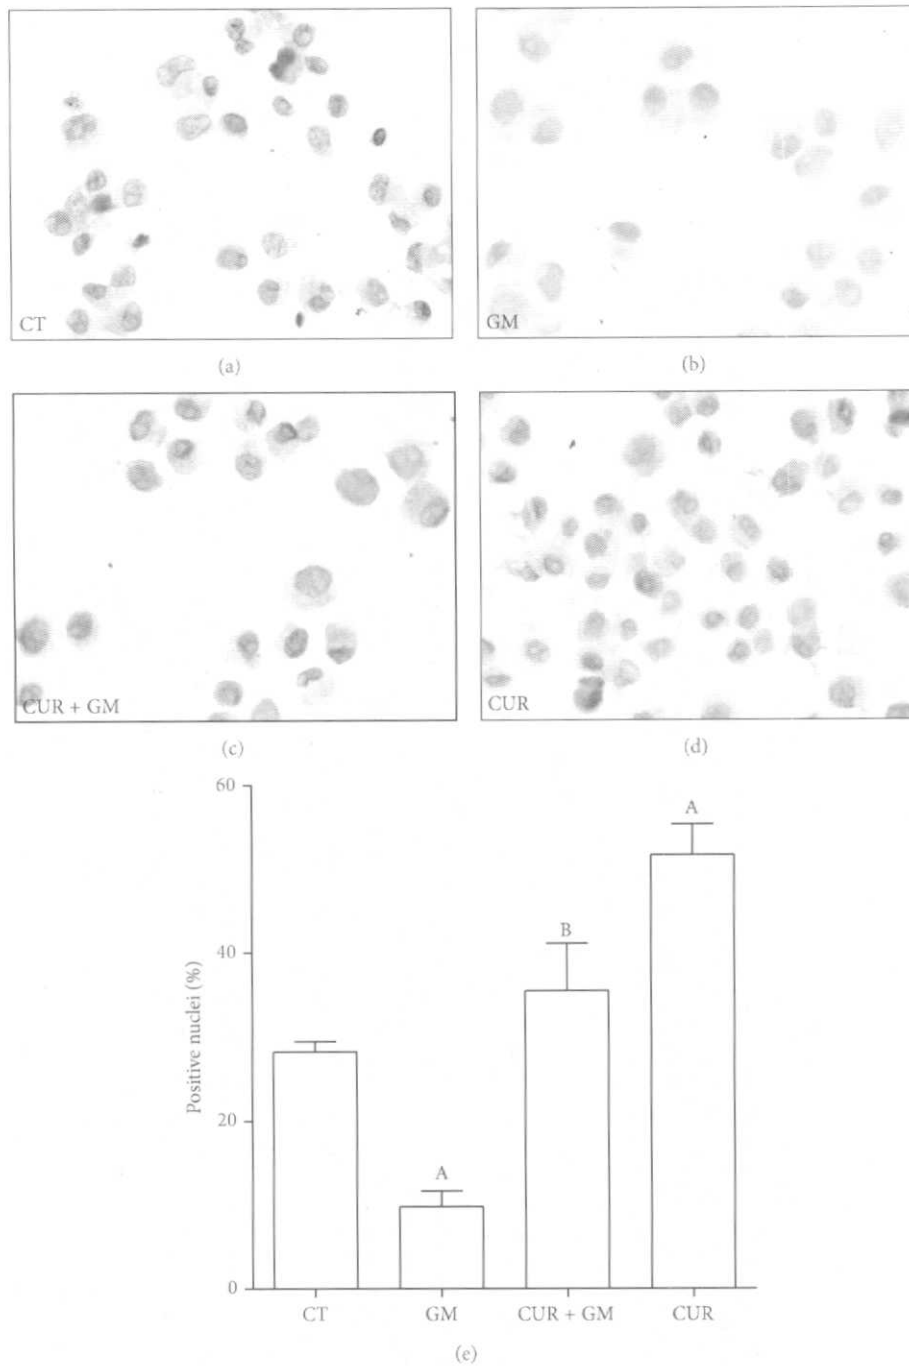 CT
GM
(a)
(b)
CUR + GM
CUR
(c)
(d)
60
40
20
0
Positive nuclei (%)
A
B
A
CT
GM
CUR + GM
CUR
(e)